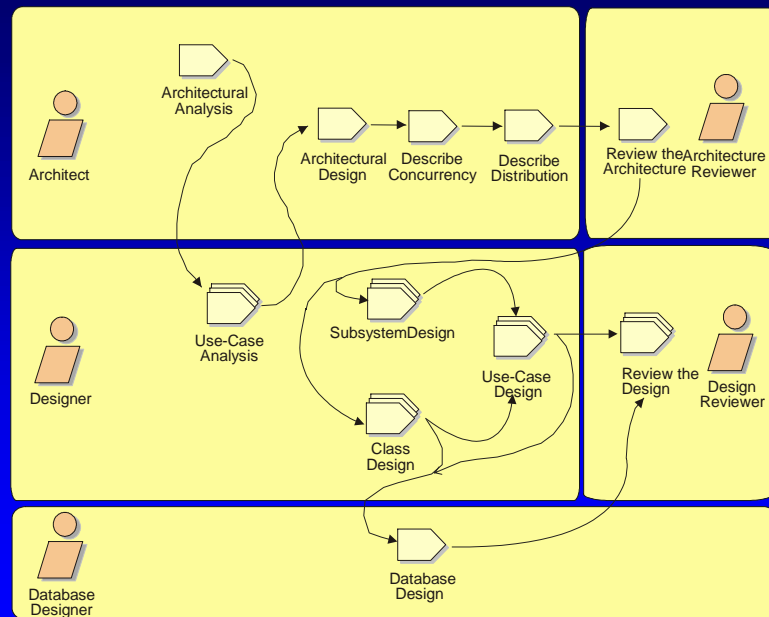 Architect
Architectural
Analysis
Architectural
Design
Describe
Concurrency
Describe
Distribution
Review the
Architecture
Architecture
Reviewer
Designer
Use-Case
Analysis
SubsystemDesign
Use-Case
Design
Class
Design
Review the
Design
Design
Reviewer
Database
Designer
Database
Design